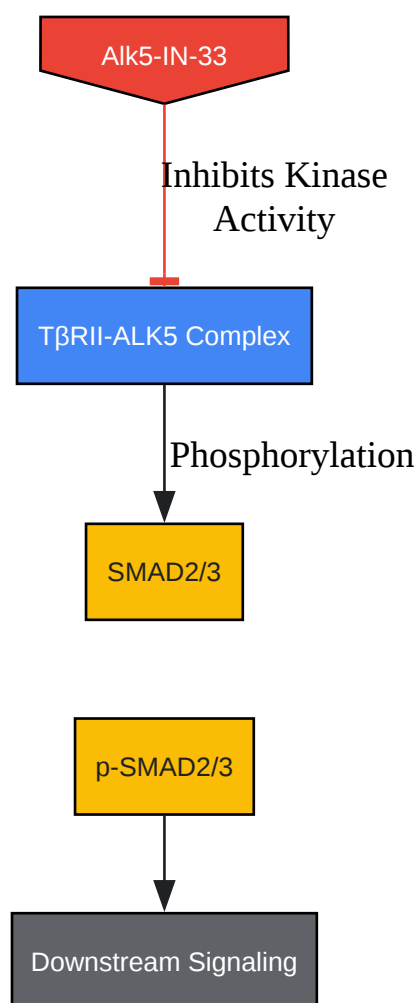 Alk5-IN-33
Inhibits Kinase
Activity
TβRII-ALK5 Complex
Phosphorylation
SMAD2/3
p-SMAD2/3
Downstream Signaling